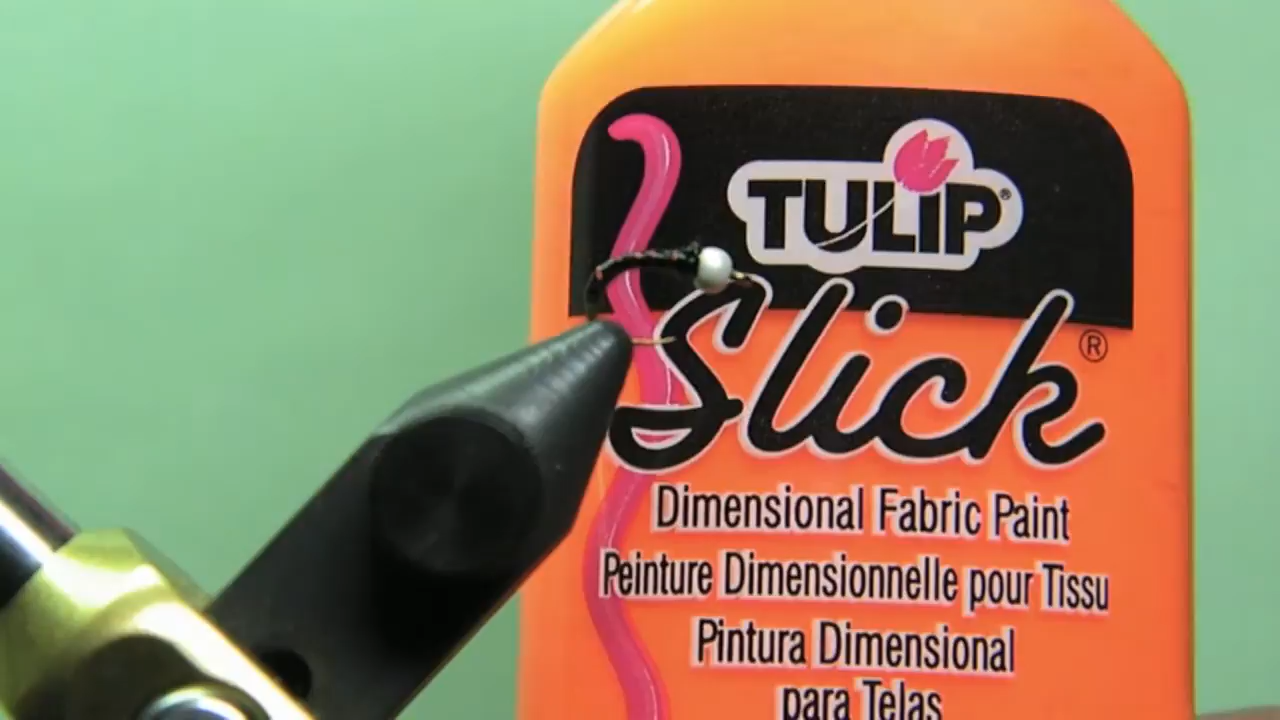 TULIP®
Slick®
Dimensional Fabric Paint
Peinture Dimensionnelle pour Tissu
Pintura Dimensional
para Telas